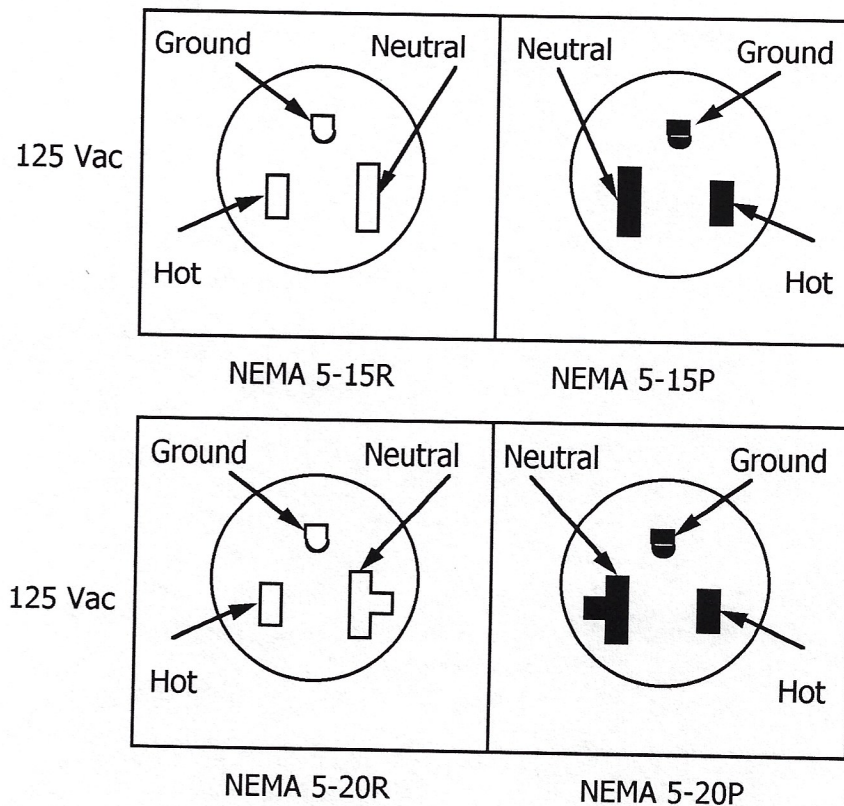 Ground
Neutral
Neutral
Ground
125 Vac
Hot
Hot
NEMA 5-15R
NEMA 5-15P
Ground
Neutral
Neutral
Ground
125 Vac
Hot
Hot
NEMA 5-20R
NEMA 5-20P